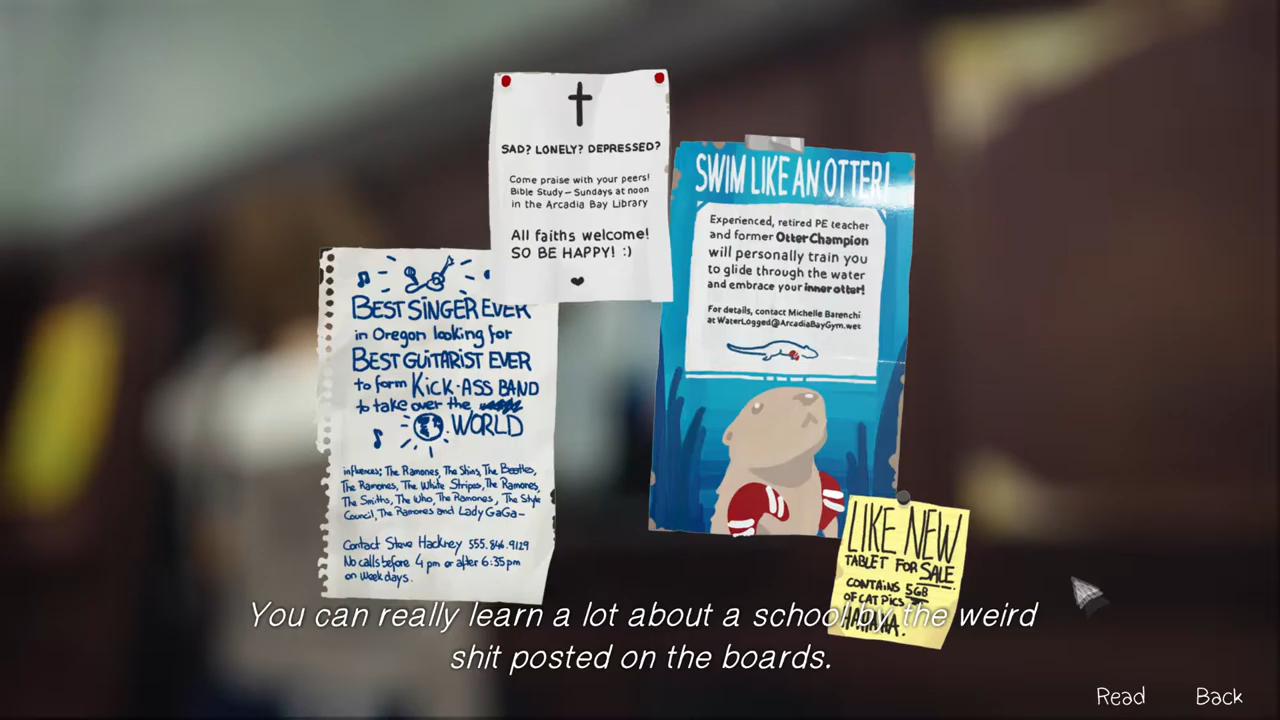 SAD? LONELY? DEPRESSED?
Come praise with your peers!
Bible Study - Sundays at noon
in the Arcadia Bay Library
All faiths welcome!
SO BE HAPPY! :)
SWIM LIKE AN OTTER!
Experienced, retired PE teacher
and former Otter Champion
will personally train you
to glide through the water
and embrace your inner otter!
For details, contact Michelle Barenchi
at WaterLogged@ArcadiaBayGym.wet
BEST SINGER EVER
in Oregon looking for
BEST GUITARIST EVER
to form KICK-ASS BAND
to take over the
WORLD
influences: The Ramones, The Shins, The Beatles,
The Ramones, The White Stripes, The Ramones,
The Smiths, The Who, The Ramones, The Style
Council, The Ramones and Lady GaGa-
Contact Steve Hackney 555.846.9129
No calls before 4 pm or after 6:35 pm
on weekdays.
LIKE NEW
TABLET FOR SALE.
CONTAINS 5GB
OF CAT PICS
HAHAHA.
You can really learn a lot about a school by the weird
shit posted on the boards.
Read Back